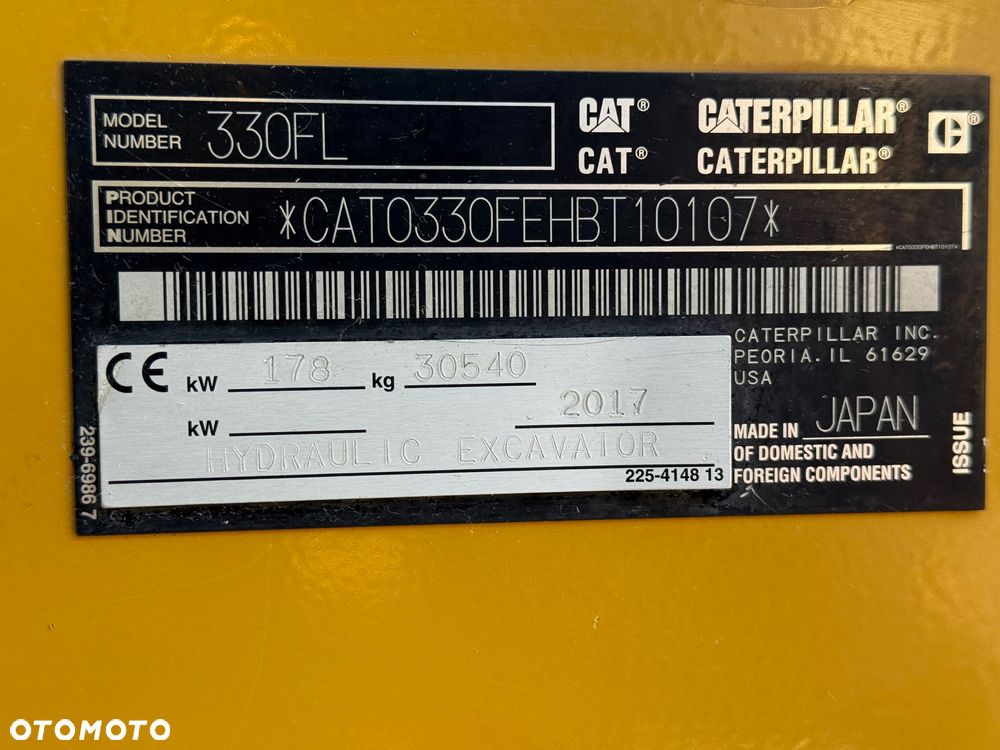 MODEL NUMBER 330FL
CAT® CATERPILLAR®
CAT® CATERPILLAR®
C®
PRODUCT
IDENTIFICATION
NUMBER
*CAT0330FEHBT10107*
*CAT0330FEHBT10107*
CATERPILLAR INC.
PEORIA. IL 61629
USA
CE kW 178 kg 30540
kW 2017
HYDRAULIC EXCAVATOR
225-4148 13
MADE IN JAPAN
OF DOMESTIC AND
FOREIGN COMPONENTS
239-6986 7
ISSUE
OTOMOTO